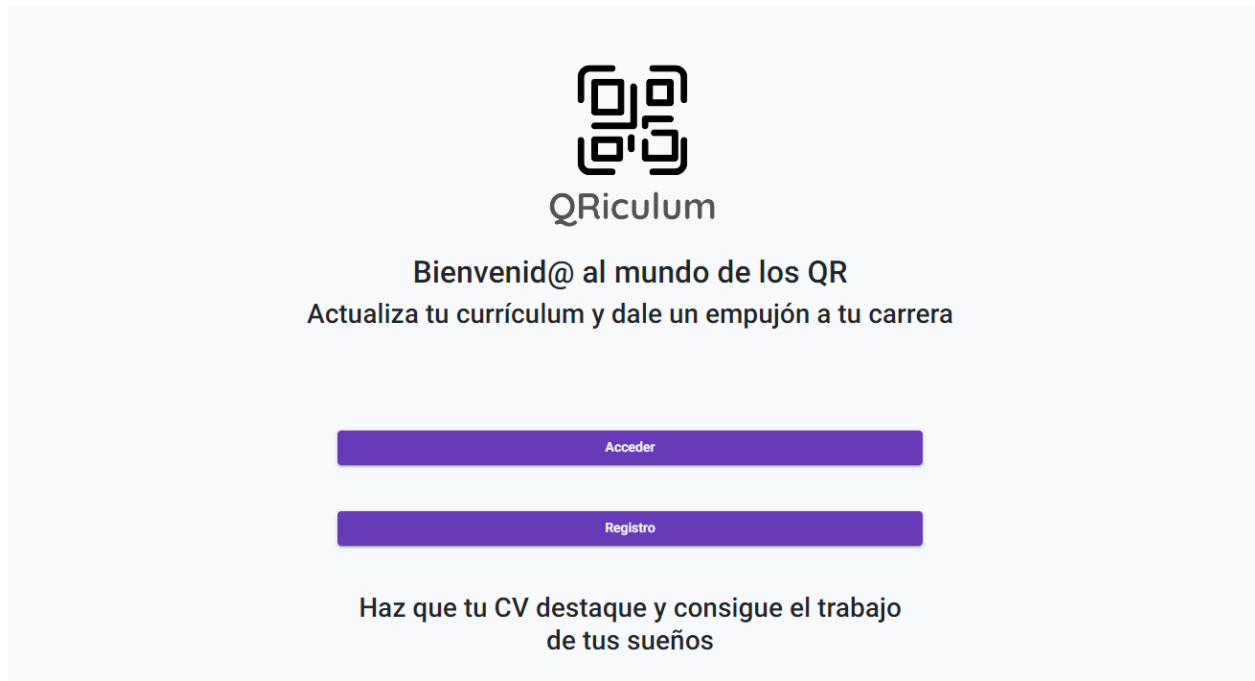 QRiculum
Bienvenid@ al mundo de los QR
Actualiza tu currículum y dale un empujón a tu carrera
Acceder
Registro
Haz que tu CV destaque y consigue el trabajo
de tus sueños